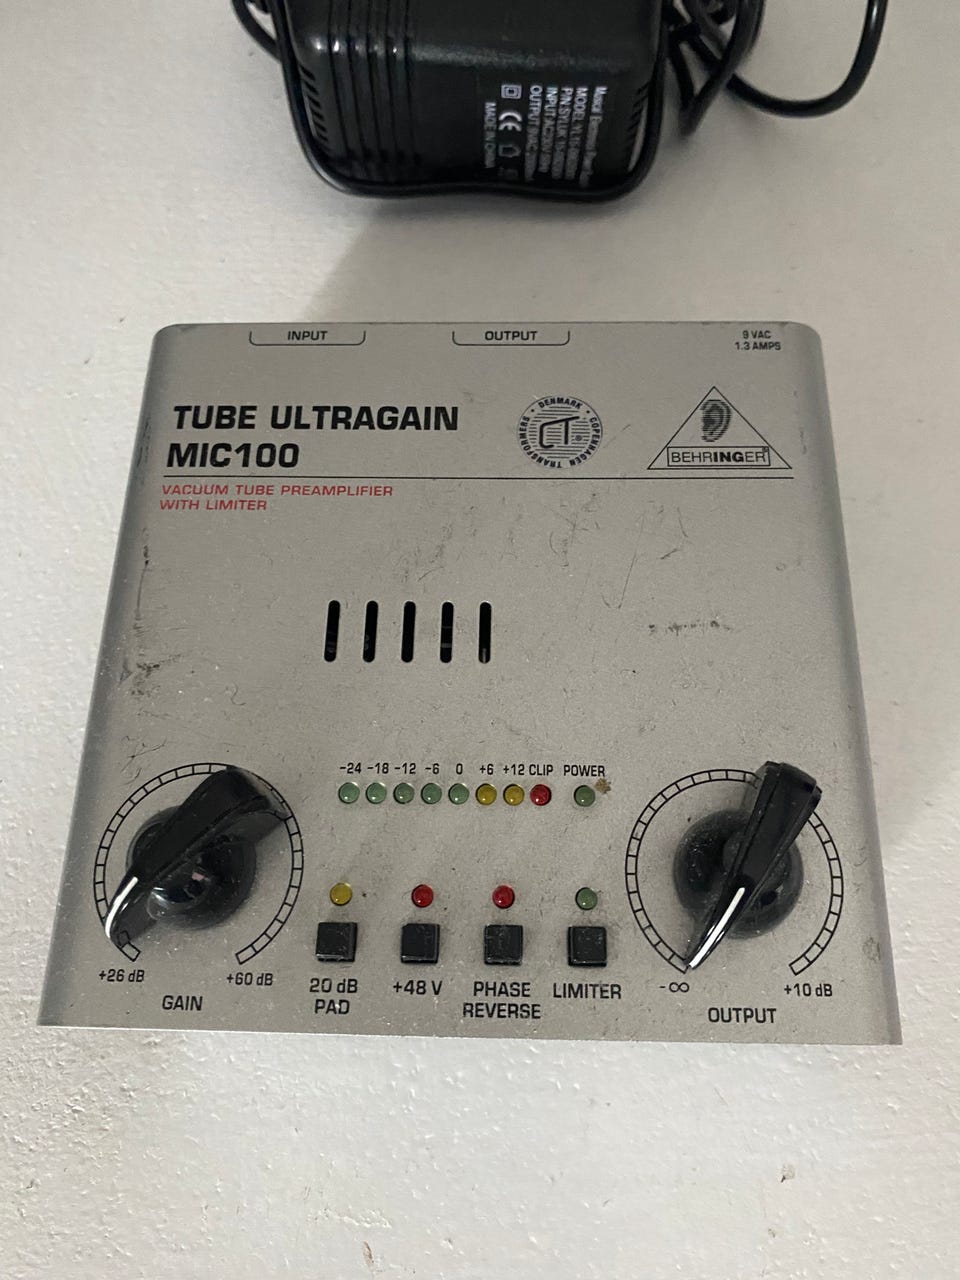 MADE IN CHINA
INPUT
OUTPUT
9 VAC
1.3 AMPS
TUBE ULTRAGAIN
MIC100
DENMARK • COPENHAGEN TRANSFORMERS •
CT®
BEHRINGER
VACUUM TUBE PREAMPLIFIER
WITH LIMITER
-24 -18 -12 -6 0 +6 +12 CLIP POWER
+26 dB
+60 dB
GAIN
20 dB
PAD
+48 V
PHASE
REVERSE
LIMITER
-∞
+10 dB
OUTPUT